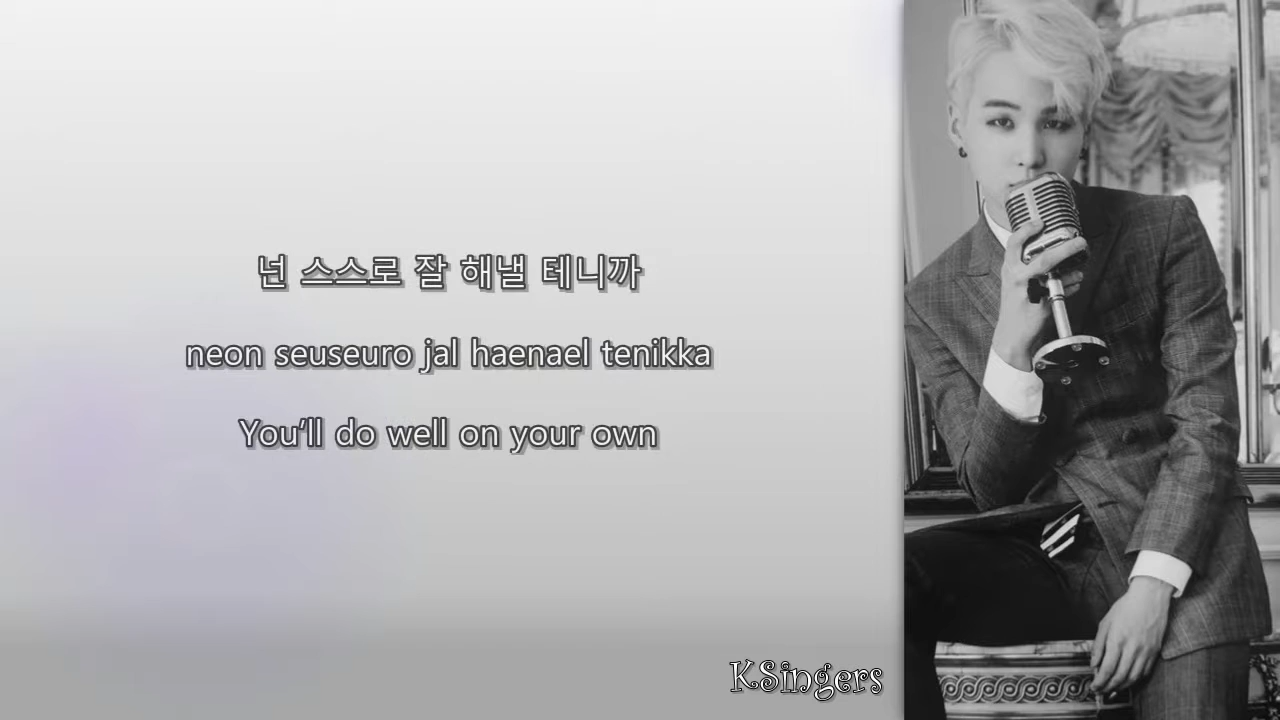 넌 스스로 잘 해낼 테니까
neon seuseuro jal haenael tenikka
You'll do well on your own
KSingers